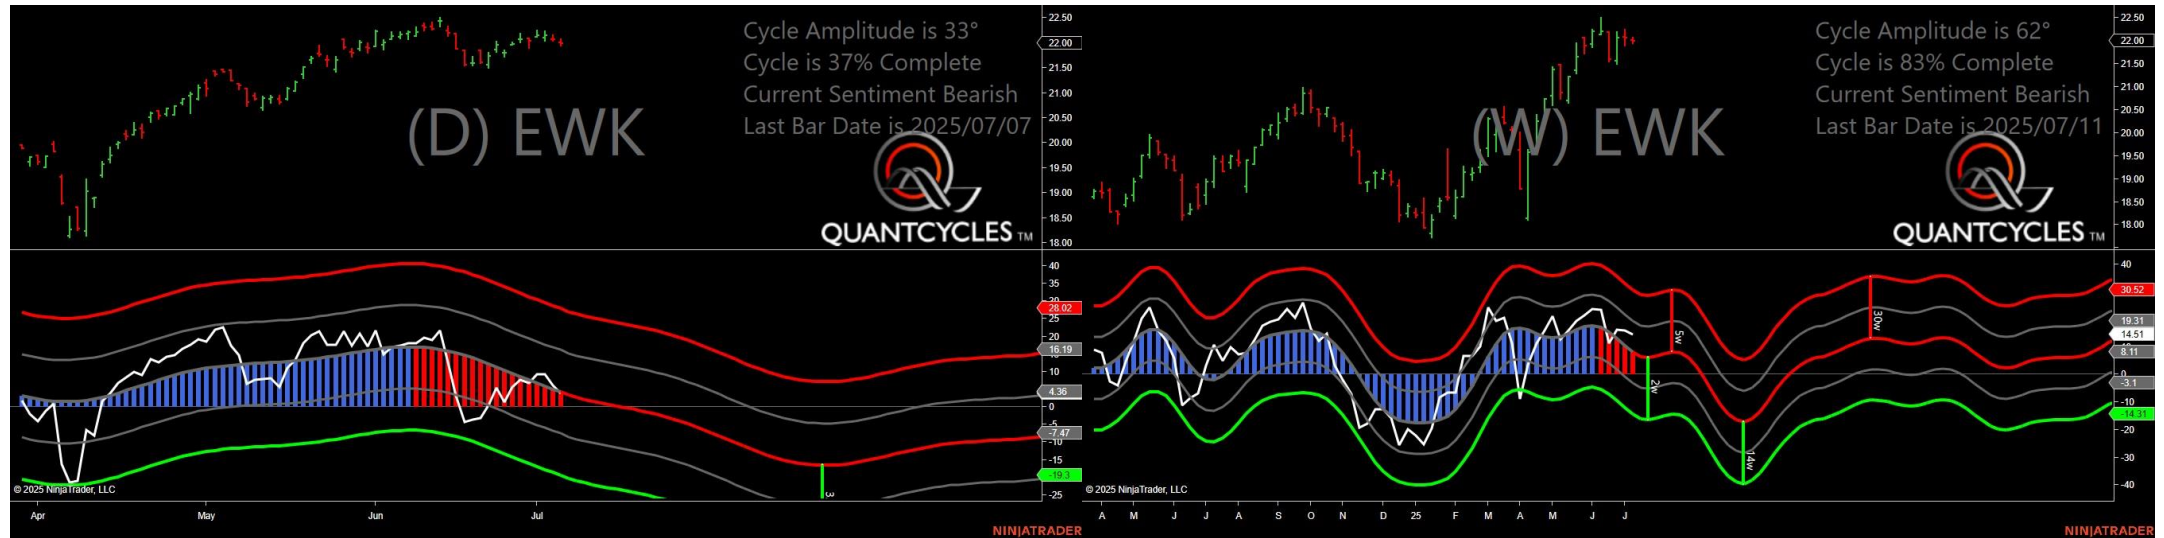 Cycle Amplitude is 33°
Cycle is 37% Complete
Current Sentiment Bearish
Last Bar Date is 2025/07/07
(D) EWK
QUANTCYCLES TM
22.50
22.00
21.50
21.00
20.50
20.00
19.50
19.00
18.50
18.00
40
35
30
28.02
25
20
16.19
10
4.36
0
-5
-7.47
-15
-19.3
-25
3
© 2025 NinjaTrader, LLC
Apr May Jun Jul
NINJATRADER
Cycle Amplitude is 62°
Cycle is 83% Complete
Current Sentiment Bearish
Last Bar Date is 2025/07/11
(W) EWK
QUANTCYCLES TM
22.50
22.00
21.50
21.00
20.50
20.00
19.50
19.00
18.50
18.00
40
30.52
19.31
14.51
8.11
0
-3.1
-10
-14.31
-20
-30
-40
5w
2w
14w
30w
© 2025 NinjaTrader, LLC
A M J J A S O N D 25 F M A M J J
NINJATRADER